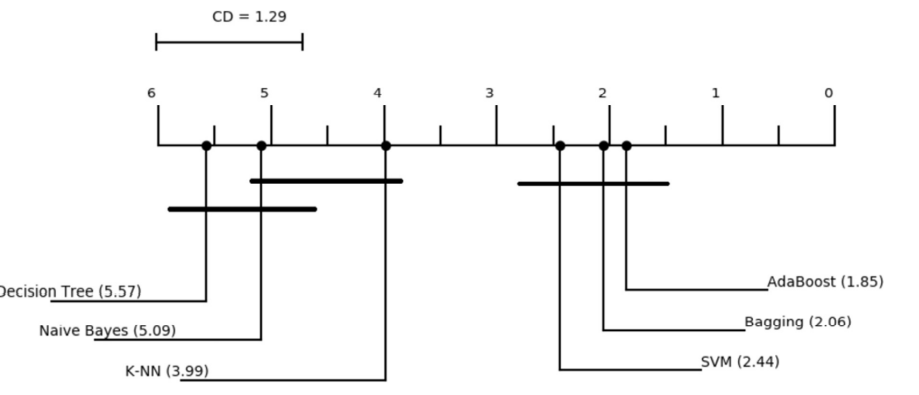 CD = 1.29
6 5 4 3 2 1 0
Decision Tree (5.57)
AdaBoost (1.85)
Naive Bayes (5.09)
Bagging (2.06)
K-NN (3.99)
SVM (2.44)